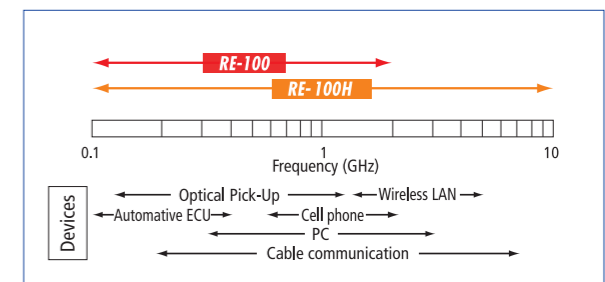 RE-100
RE- 100H
0.1 1 10
Frequency (GHz)
Devices
Optical Pick-Up Wireless LAN
Automative ECU Cell phone
PC
Cable communication